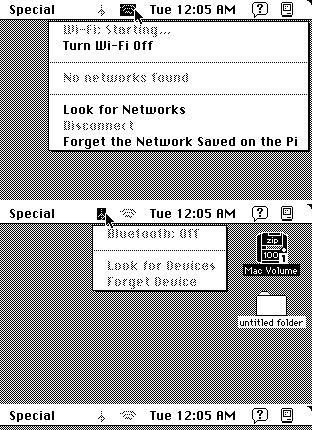 Special Tue 12:05 AM
Wi-Fi: Starting...
Turn Wi-Fi Off
No networks found
Look for Networks
Disconnect
Forget the Network Saved on the Pi
Special Tue 12:05 AM
Bluetooth: Off
Look for Devices
Forget Device
zip
100 1
Mac Volume
untitled folder
Special Tue 12:05 AM